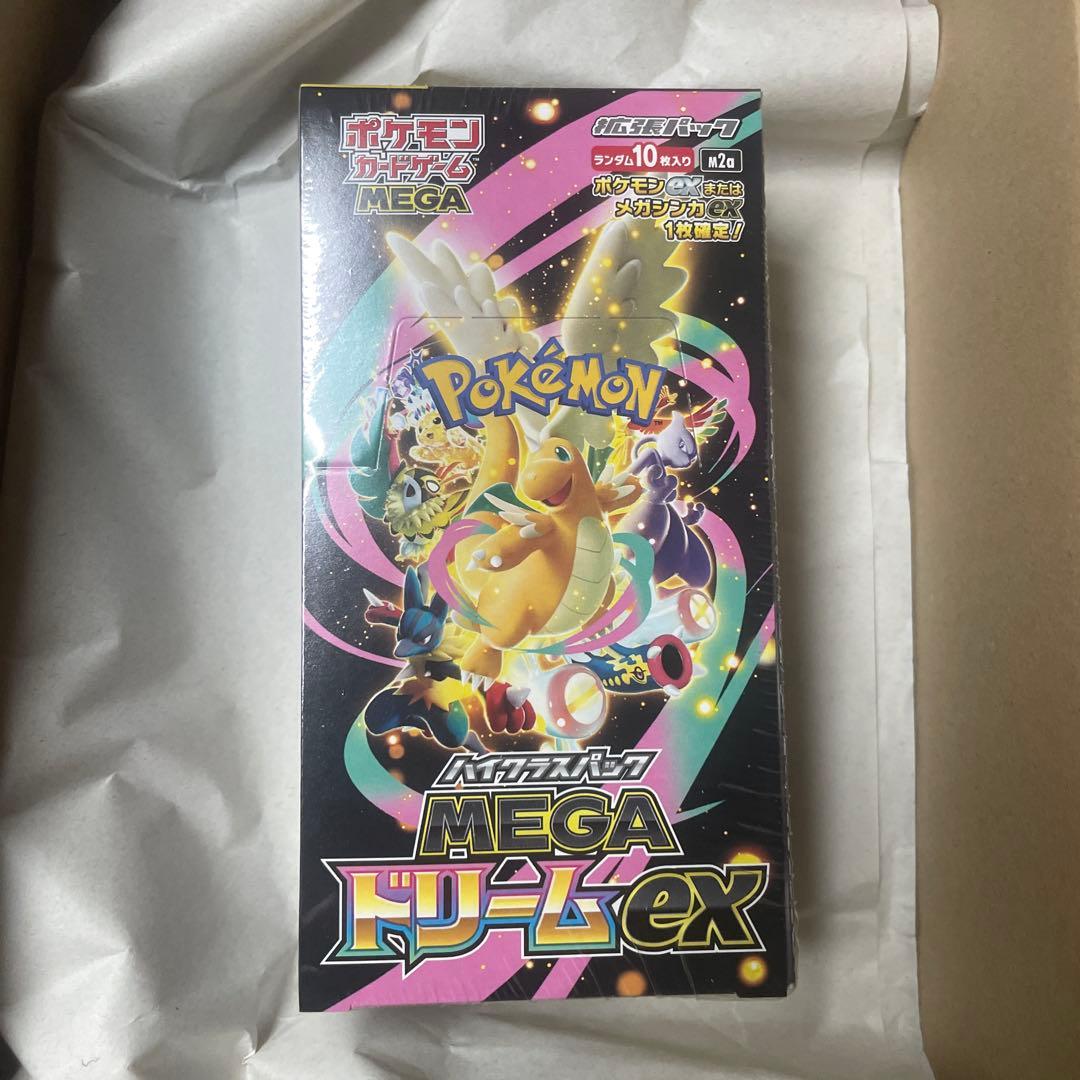 ポケモン
カードゲーム™
MEGA
拡張パック
ランダム10枚入り M2a
ポケモンexまたは
メガシンカex
1枚確定!
POKéMON™
ハイクラスパック
MEGA
ドリームex